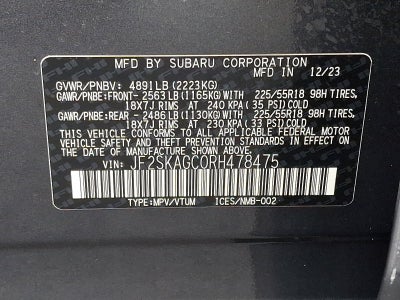 MFD BY SUBARU CORPORATION
MFD IN 12/23
GVWR/PNBV: 4891LB(2223KG)
GAWR/PNBE:FRONT- 2563LB(1165KG)WITH 225/55R18 98H TIRES.
18X7J RIMS AT 240 KPA(35 PSI)COLD
GAWR/PNBE:REAR -2486LB(1130KG)WITH 225/55R18 98H TIRES.
18X7J RIMS AT 230 KPA(33 PSI)COLD
THIS VEHICLE CONFORMS TO ALL APPLICABLE FEDERAL MOTOR
VEHICLE SAFETY AND THEFT PREVENTION STANDARDS IN EFFECT ON
THE DATE OF MANUFACTURE SHOWN ABOVE.
VIN: JF2SKAGC0RH478475
TYPE:MPV/VTUM ICES/NMB-002